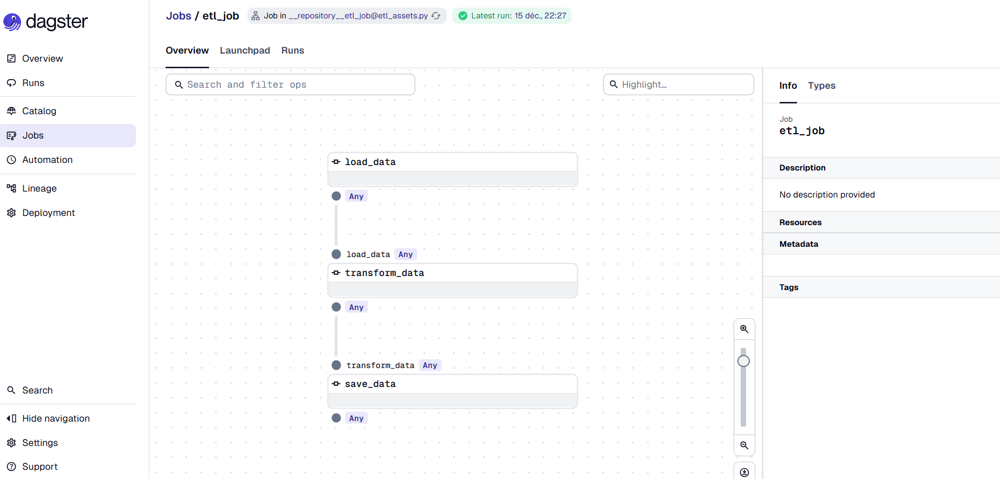 dagster
Overview
Runs
Catalog
Jobs
Automation
Lineage
Deployment
Search
Hide navigation
Settings
Support
Jobs / etl_job
Job in __repository__etl_job@etl_assets.py
Latest run: 15 déc., 22:27
Overview Launchpad Runs
Search and filter ops
Highlight...
load_data
Any
load_data Any
transform_data
Any
transform_data Any
save_data
Any
Info Types
Job
etl_job
Description
No description provided
Resources
Metadata
Tags